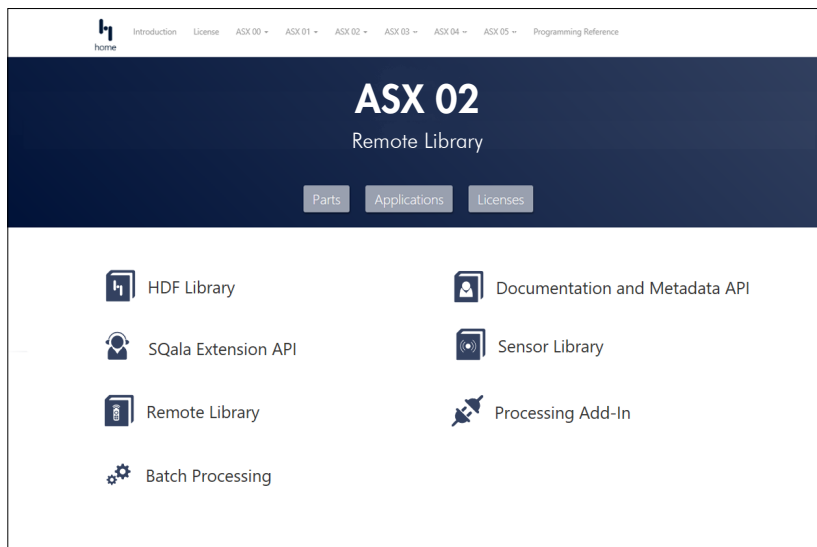 home Introduction License ASX 00 ASX 01 ASX 02 ASX 03 ASX 04 ASX 05 Programming Reference
ASX 02
Remote Library
Parts Applications Licenses
HDF Library
Documentation and Metadata API
SQala Extension API
Sensor Library
Remote Library
Processing Add-In
Batch Processing